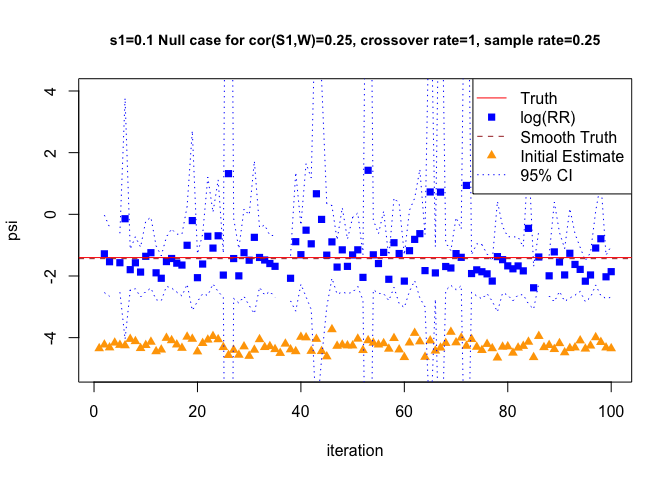 s1=0.1 Null case for cor(S1,W)=0.25, crossover rate=1, sample rate=0.25
Truth
log(RR)
Smooth Truth
Initial Estimate
95% CI
psi
4
2
0
−2
−4
0 20 40 60 80 100
iteration